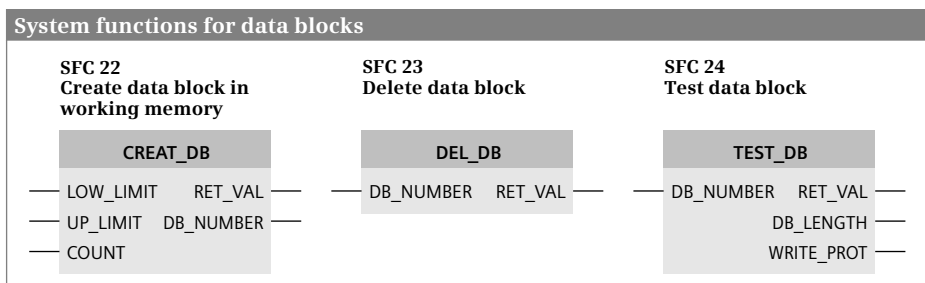 System functions for data blocks
SFC 22
Create data block in
working memory
CREAT_DB
LOW_LIMIT RET_VAL
UP_LIMIT DB_NUMBER
COUNT
SFC 23
Delete data block
DEL_DB
DB_NUMBER RET_VAL
SFC 24
Test data block
TEST_DB
DB_NUMBER RET_VAL
DB_LENGTH
WRITE_PROT